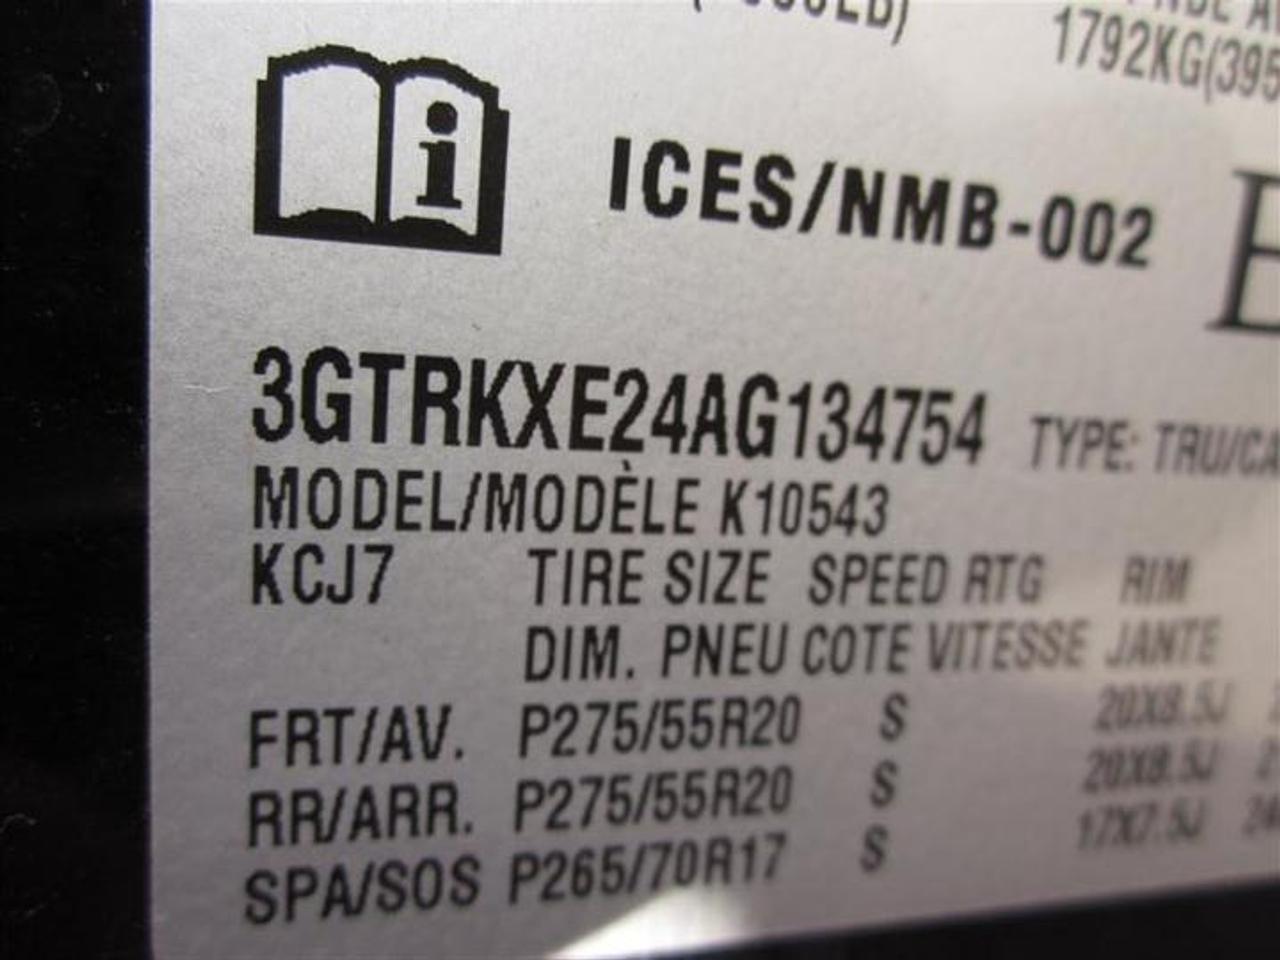 1792KG(395
ICES/NMB-002
3GTRKXE24AG134754 TYPE: TRU/CA
MODEL/MODÈLE K10543
KCJ7 TIRE SIZE SPEED RTG RIM
DIM. PNEU COTE VITESSE JANTE
FRT/AV. P275/55R20 S 20X8.5J
RR/ARR. P275/55R20 S 20X8.5J
SPA/SOS P265/70R17 S 17X7.5J